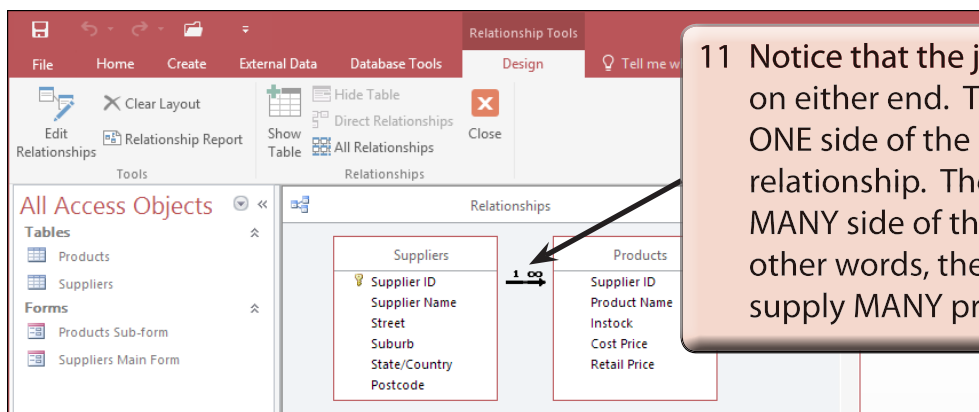 Relationship Tools
File Home Create External Data Database Tools Design Tell me
Edit Relationships
Clear Layout
Relationship Report
Tools
Show Table
Hide Table
Direct Relationships
All Relationships
Relationships
Close
All Access Objects
Tables
Products
Suppliers
Forms
Products Sub-form
Suppliers Main Form
Relationships
Suppliers
Supplier ID
Supplier Name
Street
Suburb
State/Country
Postcode
1 ∞
Products
Supplier ID
Product Name
Instock
Cost Price
Retail Price
11 Notice that the j
on either end. T
ONE side of the
relationship. The
MANY side of th
other words, the
supply MANY pr